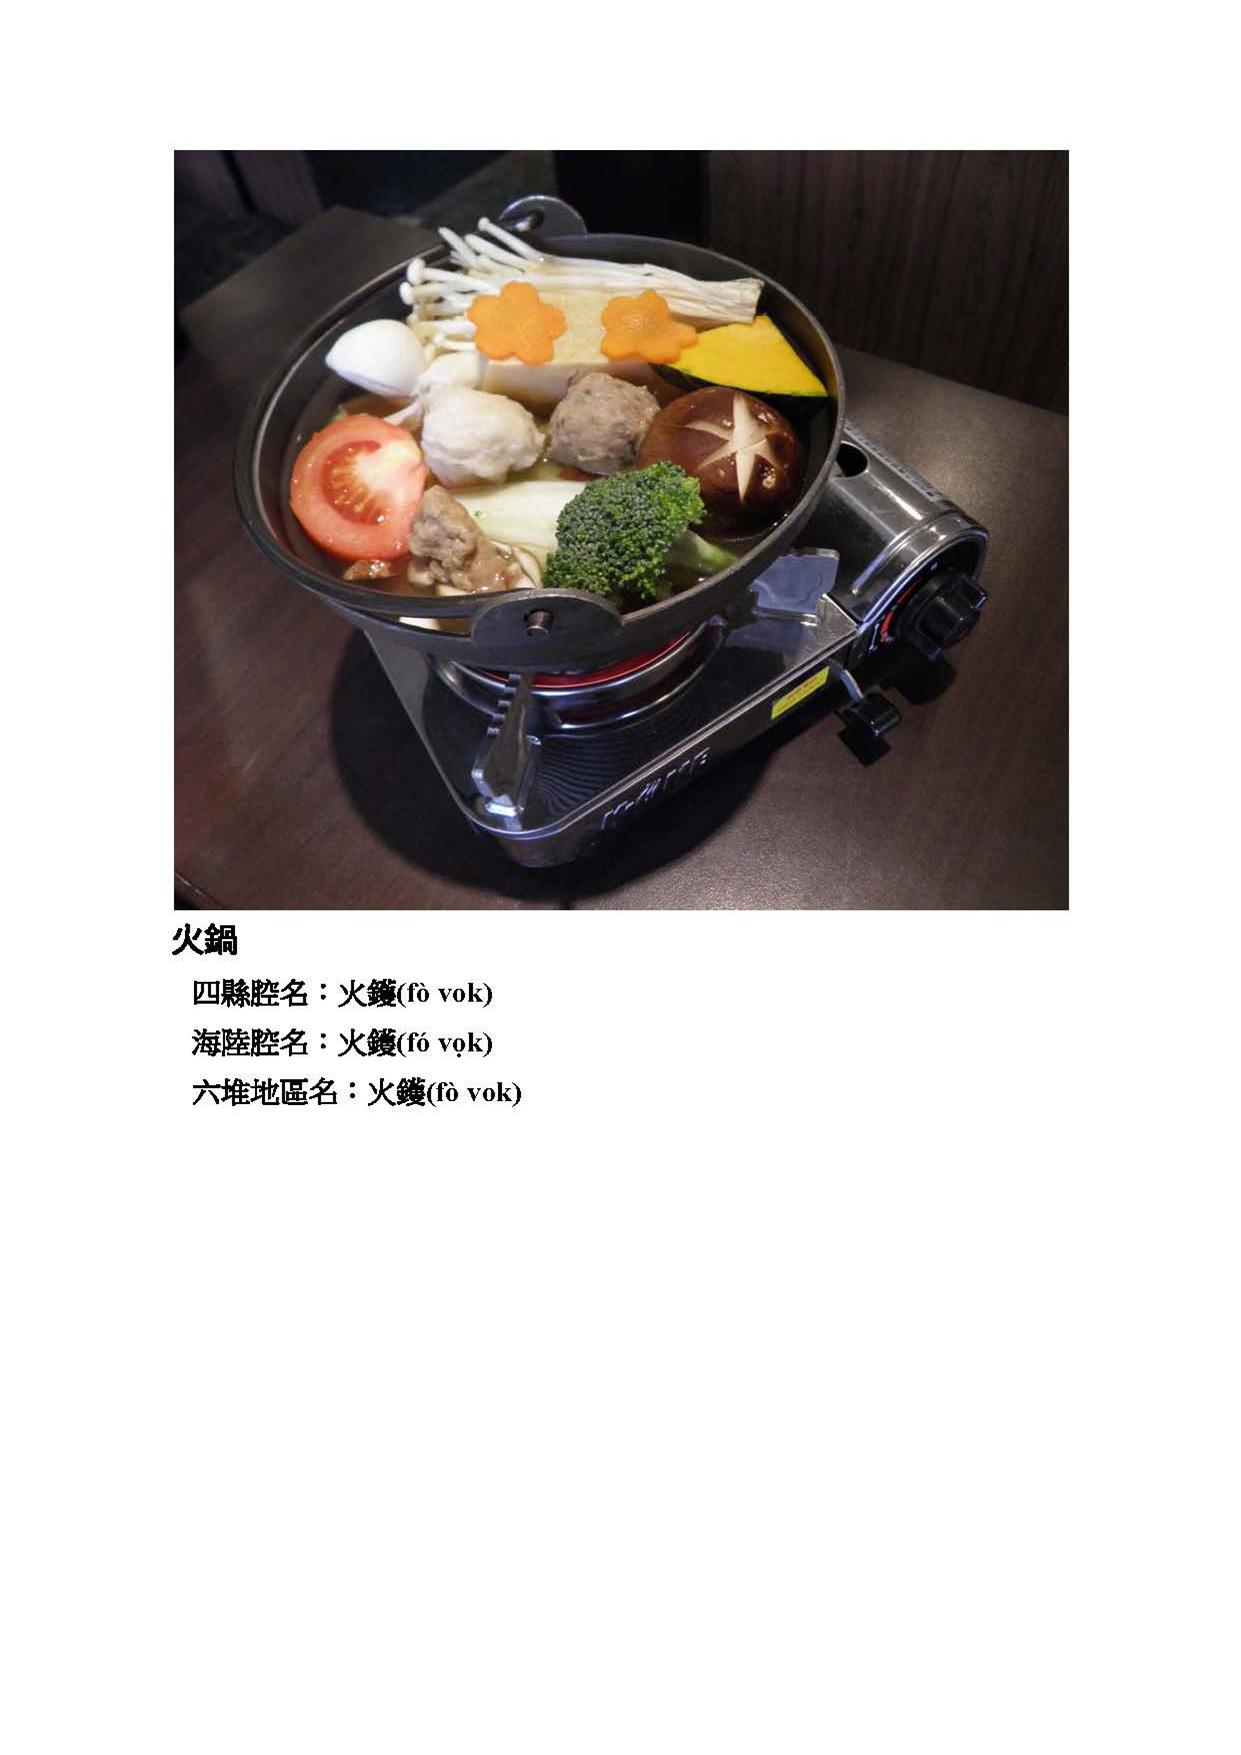 火鍋
四縣腔名：火鑊(fò vok)
海陸腔名：火鑊(fó vo̤k)
六堆地區名：火鑊(fò vok)